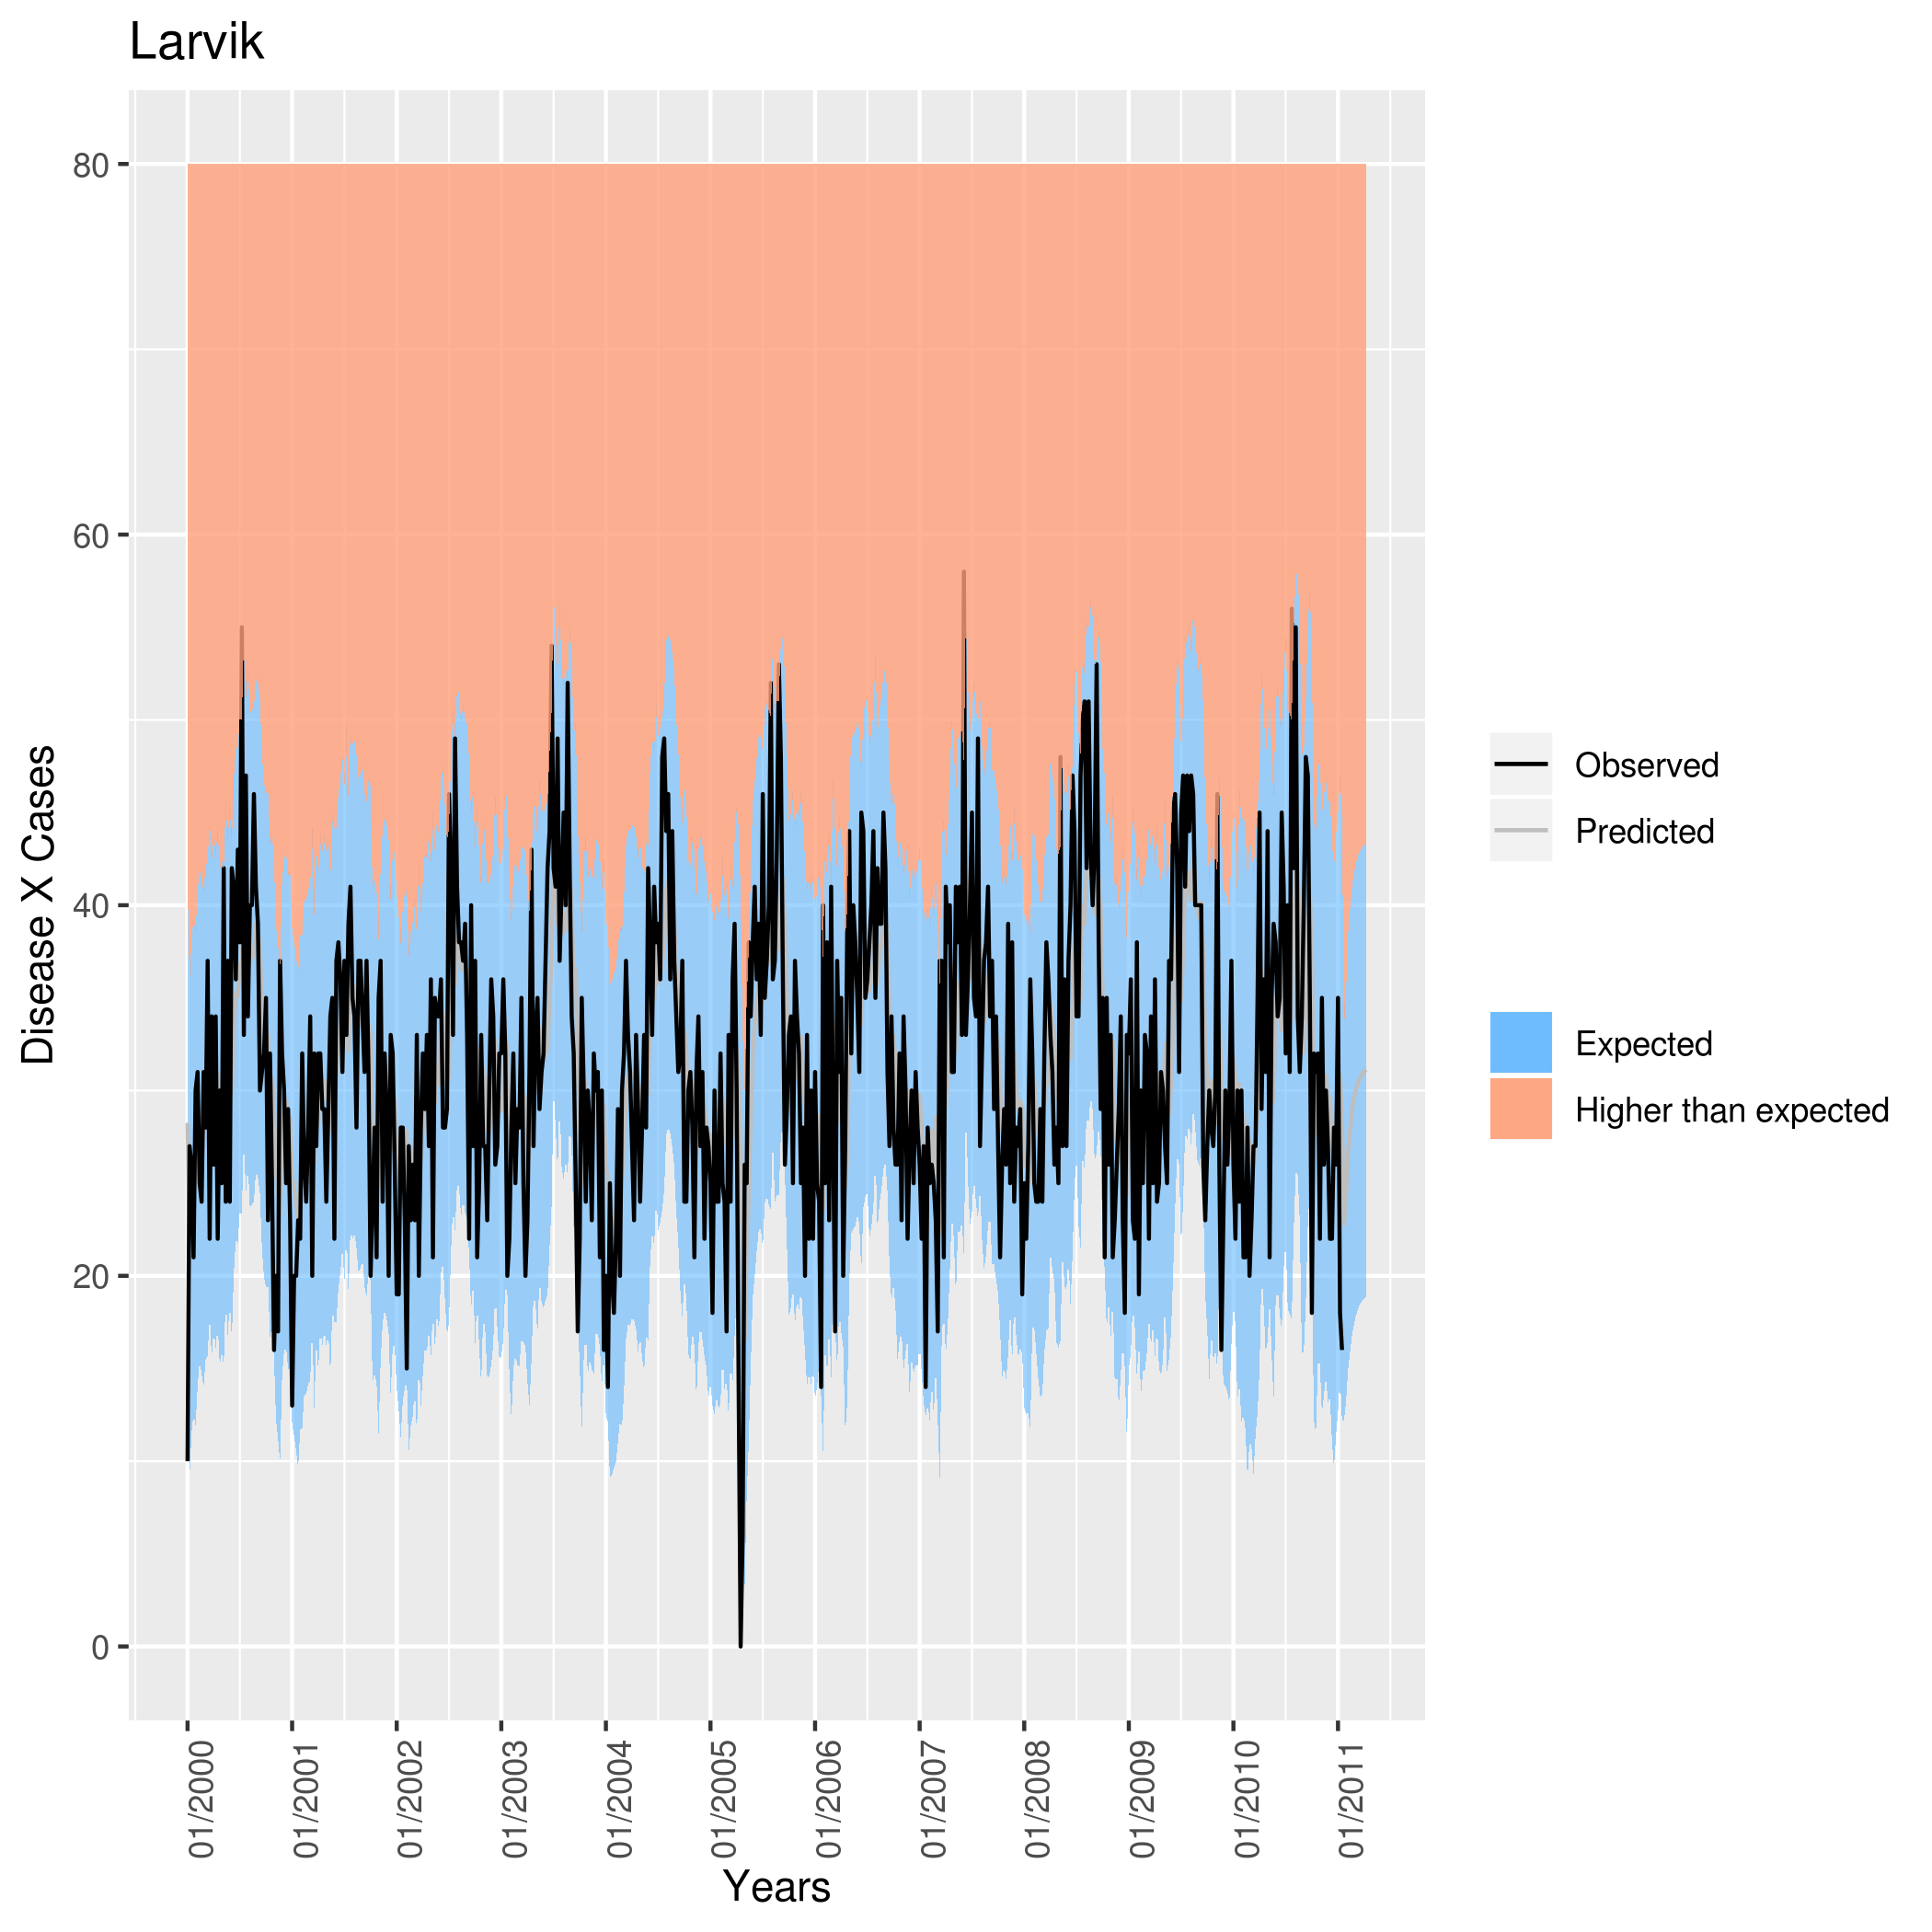 Larvik
Disease X Cases
80
60
40
20
0
01/2000
01/2001
01/2002
01/2003
01/2004
01/2005
01/2006
01/2007
01/2008
01/2009
01/2010
01/2011
Years
Observed
Predicted
Expected
Higher than expected